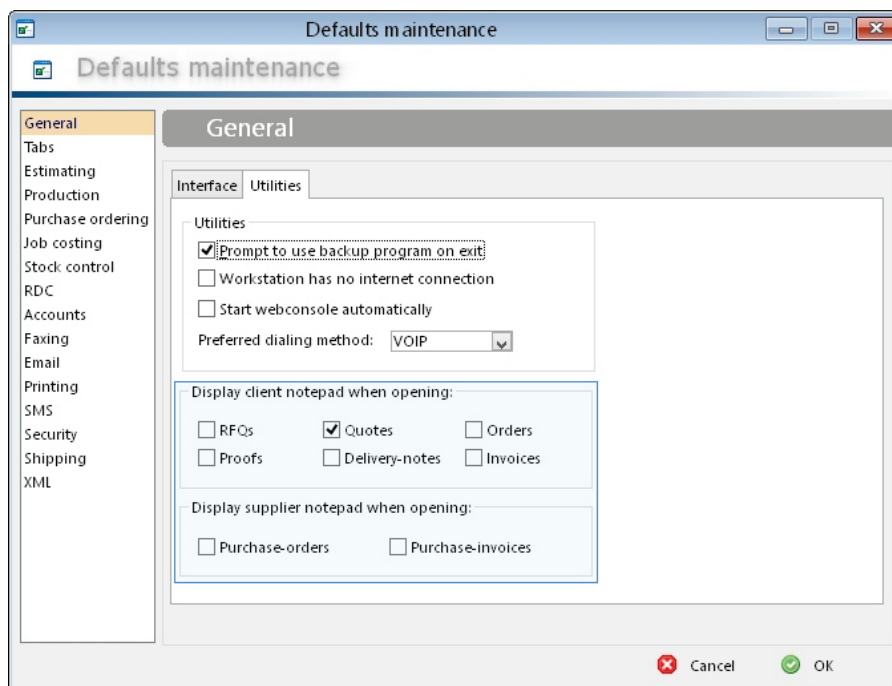 Defaults maintenance
Defaults maintenance
General
Tabs
Estimating
Production
Purchase ordering
Job costing
Stock control
RDC
Accounts
Faxing
Email
Printing
SMS
Security
Shipping
XML
General
Interface Utilities
Utilities
Prompt to use backup program on exit
Workstation has no internet connection
Start webconsole automatically
Preferred dialing method: VOIP
Display client notepad when opening:
RFQs Quotes Orders
Proofs Delivery-notes Invoices
Display supplier notepad when opening:
Purchase-orders Purchase-invoices
Cancel OK